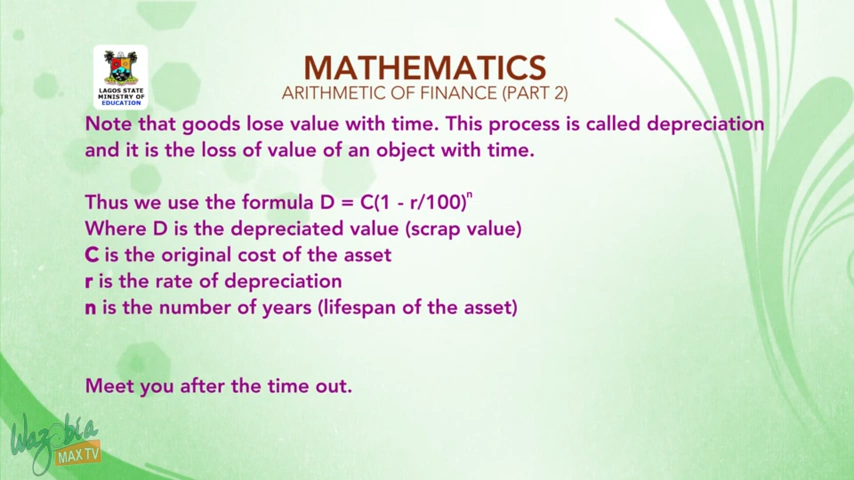 LAGOS STATE
MINISTRY OF
EDUCATION
MATHEMATICS
ARITHMETIC OF FINANCE (PART 2)
Note that goods lose value with time. This process is called depreciation
and it is the loss of value of an object with time.
Thus we use the formula D = C(1 - r/100)ⁿ
Where D is the depreciated value (scrap value)
C is the original cost of the asset
r is the rate of depreciation
n is the number of years (lifespan of the asset)
Meet you after the time out.
Wazobia
MAX TV